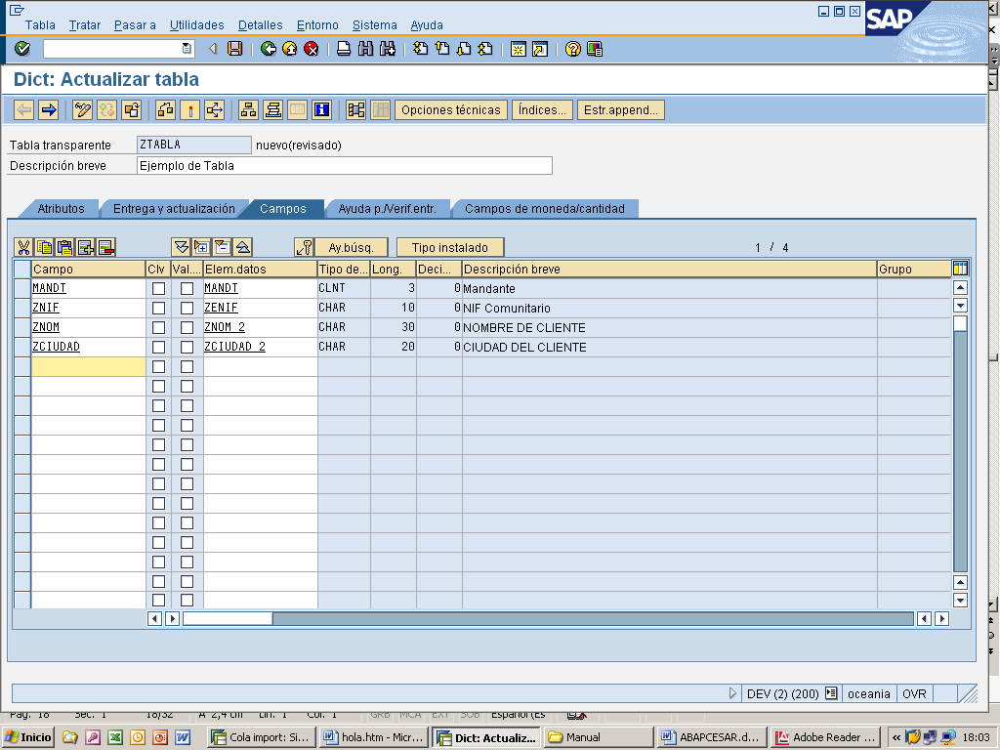 Tabla Tratar Pasar a Utilidades Detalles Entorno Sistema Ayuda
SAP
Dict: Actualizar tabla
Opciones técnicas Índices... Estr.append...
Tabla transparente ZTABLA nuevo(revisado)
Descripción breve Ejemplo de Tabla
Atributos Entrega y actualización Campos Ayuda p./Verif.entr. Campos de moneda/cantidad
Ay.búsq. Tipo instalado 1 / 4
Campo Clv Val.... Elem.datos Tipo de... Long. Deci... Descripción breve Grupo
MANDT MANDT CLNT 3 0 Mandante
ZNIF ZENIF CHAR 10 0 NIF Comunitario
ZNOM ZNOM_2 CHAR 30 0 NOMBRE DE CLIENTE
ZCIUDAD ZCIUDAD_2 CHAR 20 0 CIUDAD DEL CLIENTE
DEV (2) (200) oceania OVR
Pág. 18 Sec. 1 18/32 A 2,4 cm Lín. 1 Col. 1 GRB MCA EXT SOB Español (Es
Inicio Cola import: Si... hola.htm - Micr... Dict: Actualiz... Manual ABAPCESAR.d... Adobe Reader ... « 18:03